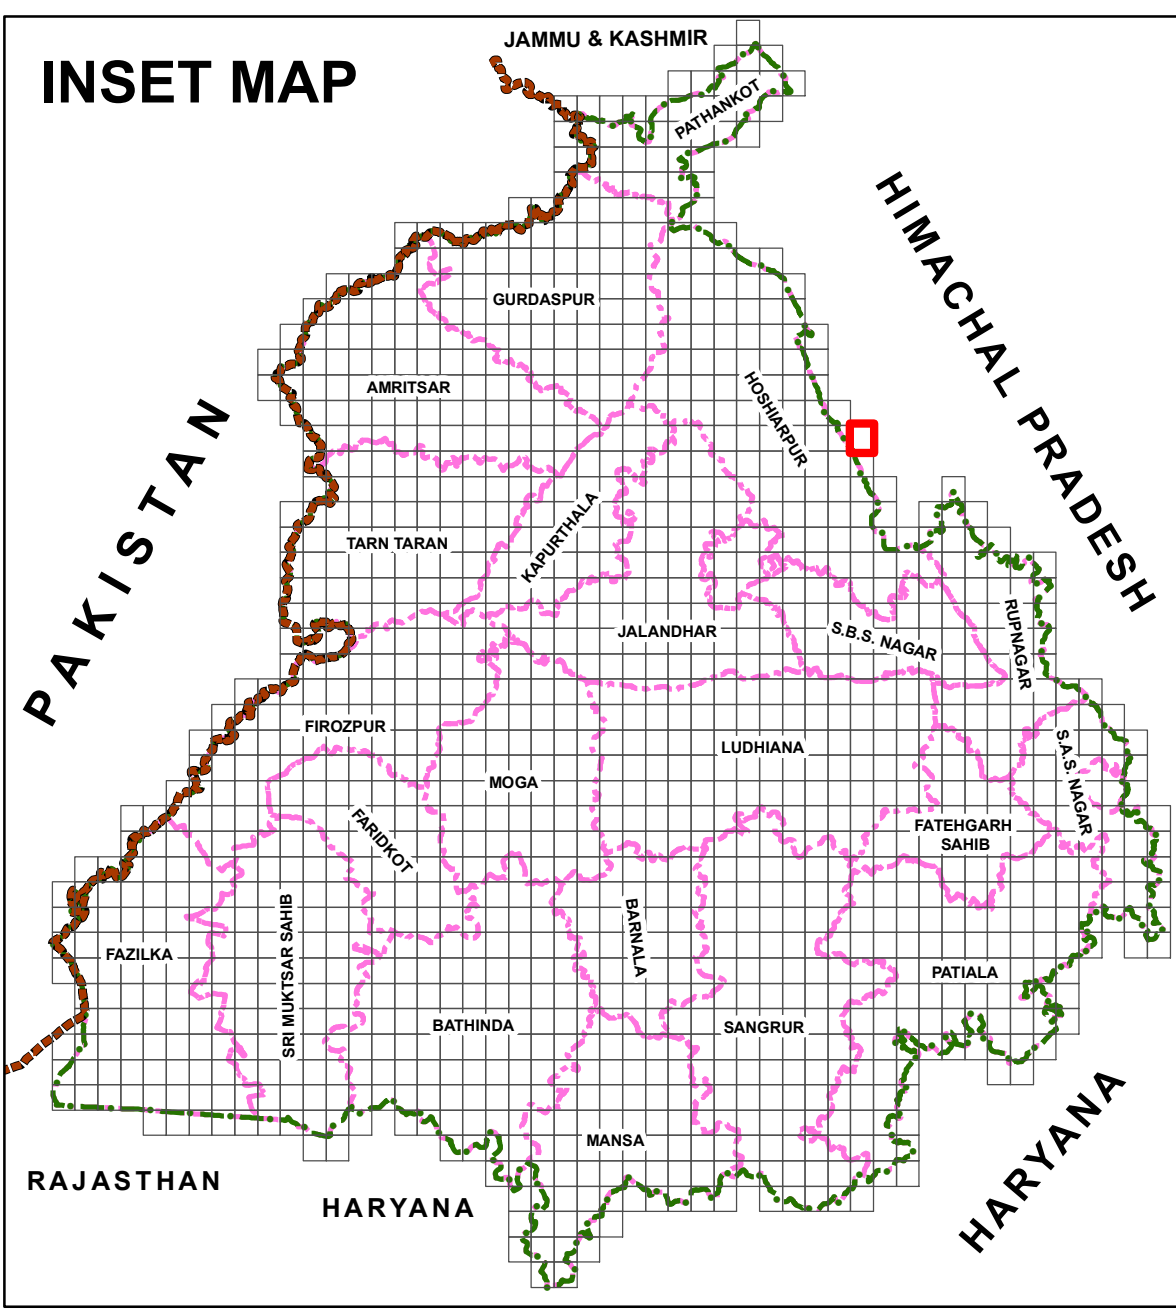 JAMMU & KASHMIR
INSET MAP
PATHANKOT
HIMACHAL PRADESH
GURDASPUR
AMRITSAR
HOSHIARPUR
PAKISTAN
KAPURTHALA
TARN TARAN
JALANDHAR
S.B.S. NAGAR
RUPNAGAR
FIROZPUR
LUDHIANA
S.A.S. NAGAR
MOGA
FARIDKOT
FATEHGARH
SAHIB
SRI MUKTSAR SAHIB
BARNALA
FAZILKA
PATIALA
BATHINDA
SANGRUR
MANSA
HARYANA
RAJASTHAN
HARYANA